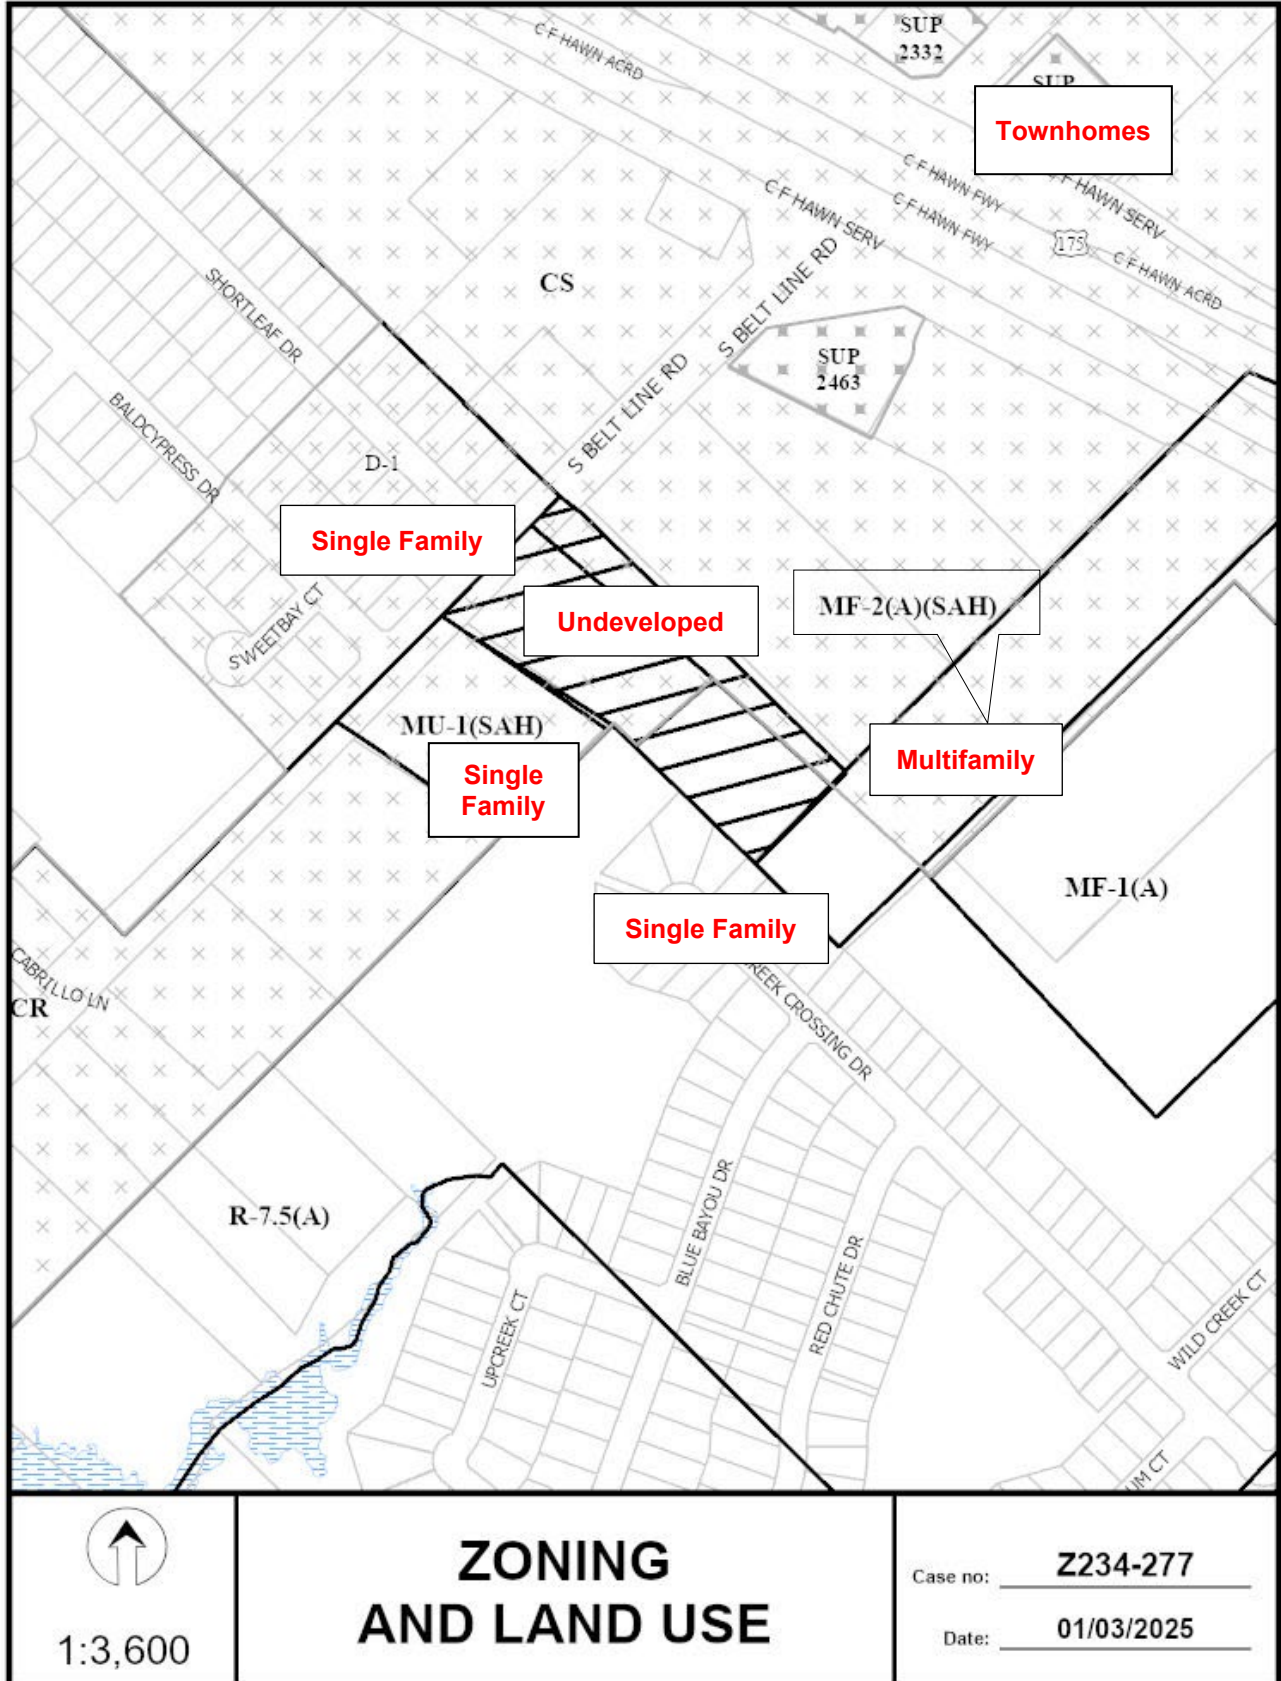 C F HAWN ACRD
SUP
2332
SUP
Townhomes
C F HAWN FWY
C F HAWN SERV
C F HAWN SERV
C F HAWN FWY
175
C F HAWN ACRD
CS
S BELT LINE RD
SHORTLEAF DR
SUP
2463
S BELT LINE RD
BALDCYPRESS DR
D-1
Single Family
SWEETBAY CT
Undeveloped
MF-2(A)(SAH)
MU-1(SAH)
Multifamily
Single
Family
MF-1(A)
Single Family
CABRILLO LN
CR
REEK CROSSING DR
R-7.5(A)
BLUE BAYOU DR
RED CHUTE DR
UPCREEK CT
WILD CREEK CT
UM CT
1:3,600
ZONING
AND LAND USE
Case no: Z234-277
Date: 01/03/2025